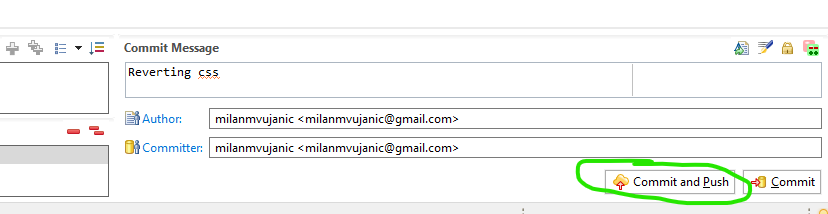 Commit Message
Reverting css
Author: milanmvujanic <milanmvujanic@gmail.com>
Committer: milanmvujanic <milanmvujanic@gmail.com>
Commit and Push Commit